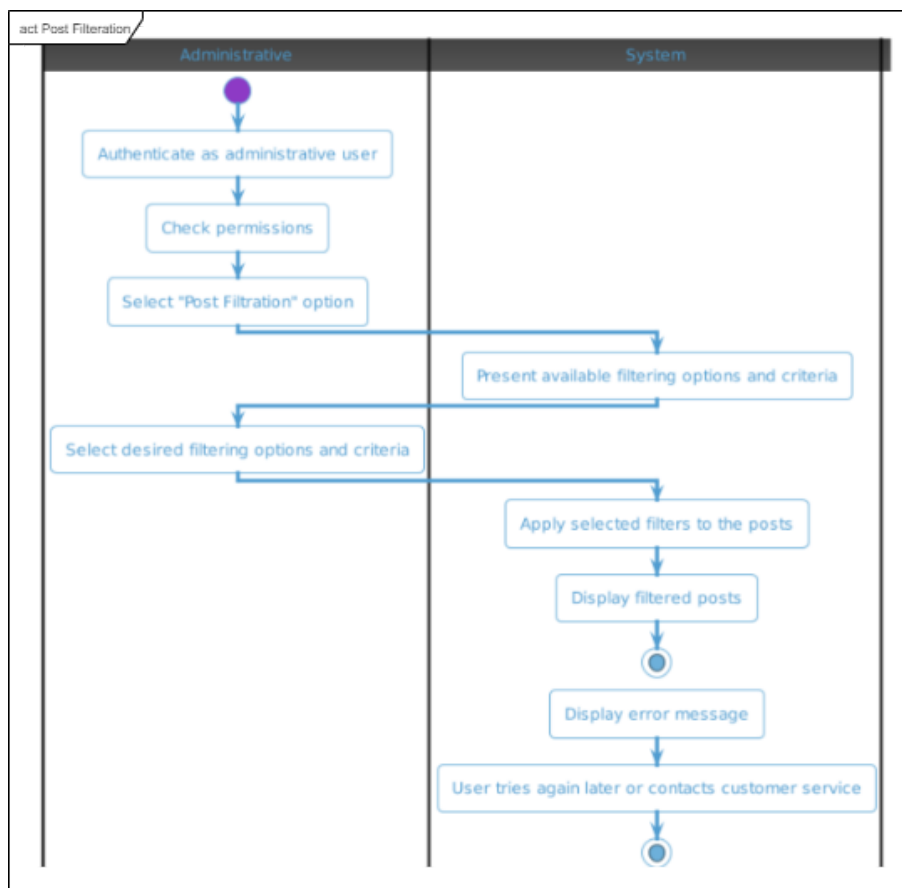 act Post Filteration
Administrative
System
Authenticate as administrative user
Check permissions
Select "Post Filtration" option
Present available filtering options and criteria
Select desired filtering options and criteria
Apply selected filters to the posts
Display filtered posts
Display error message
User tries again later or contacts customer service